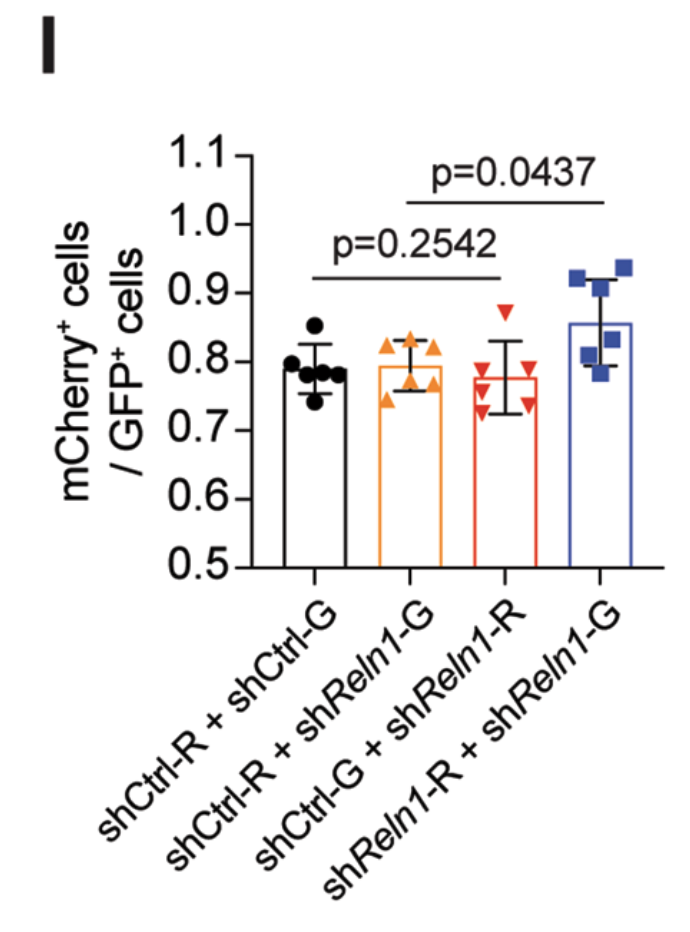 I
1.1
1.0
0.9
0.8
0.7
0.6
0.5
mCherry⁺ cells
/ GFP⁺ cells
p=0.0437
p=0.2542
shCtrl-R + shCtrl-G
shCtrl-R + shReln1-G
shCtrl-G + shReln1-R
shReln1-R + shReln1-G